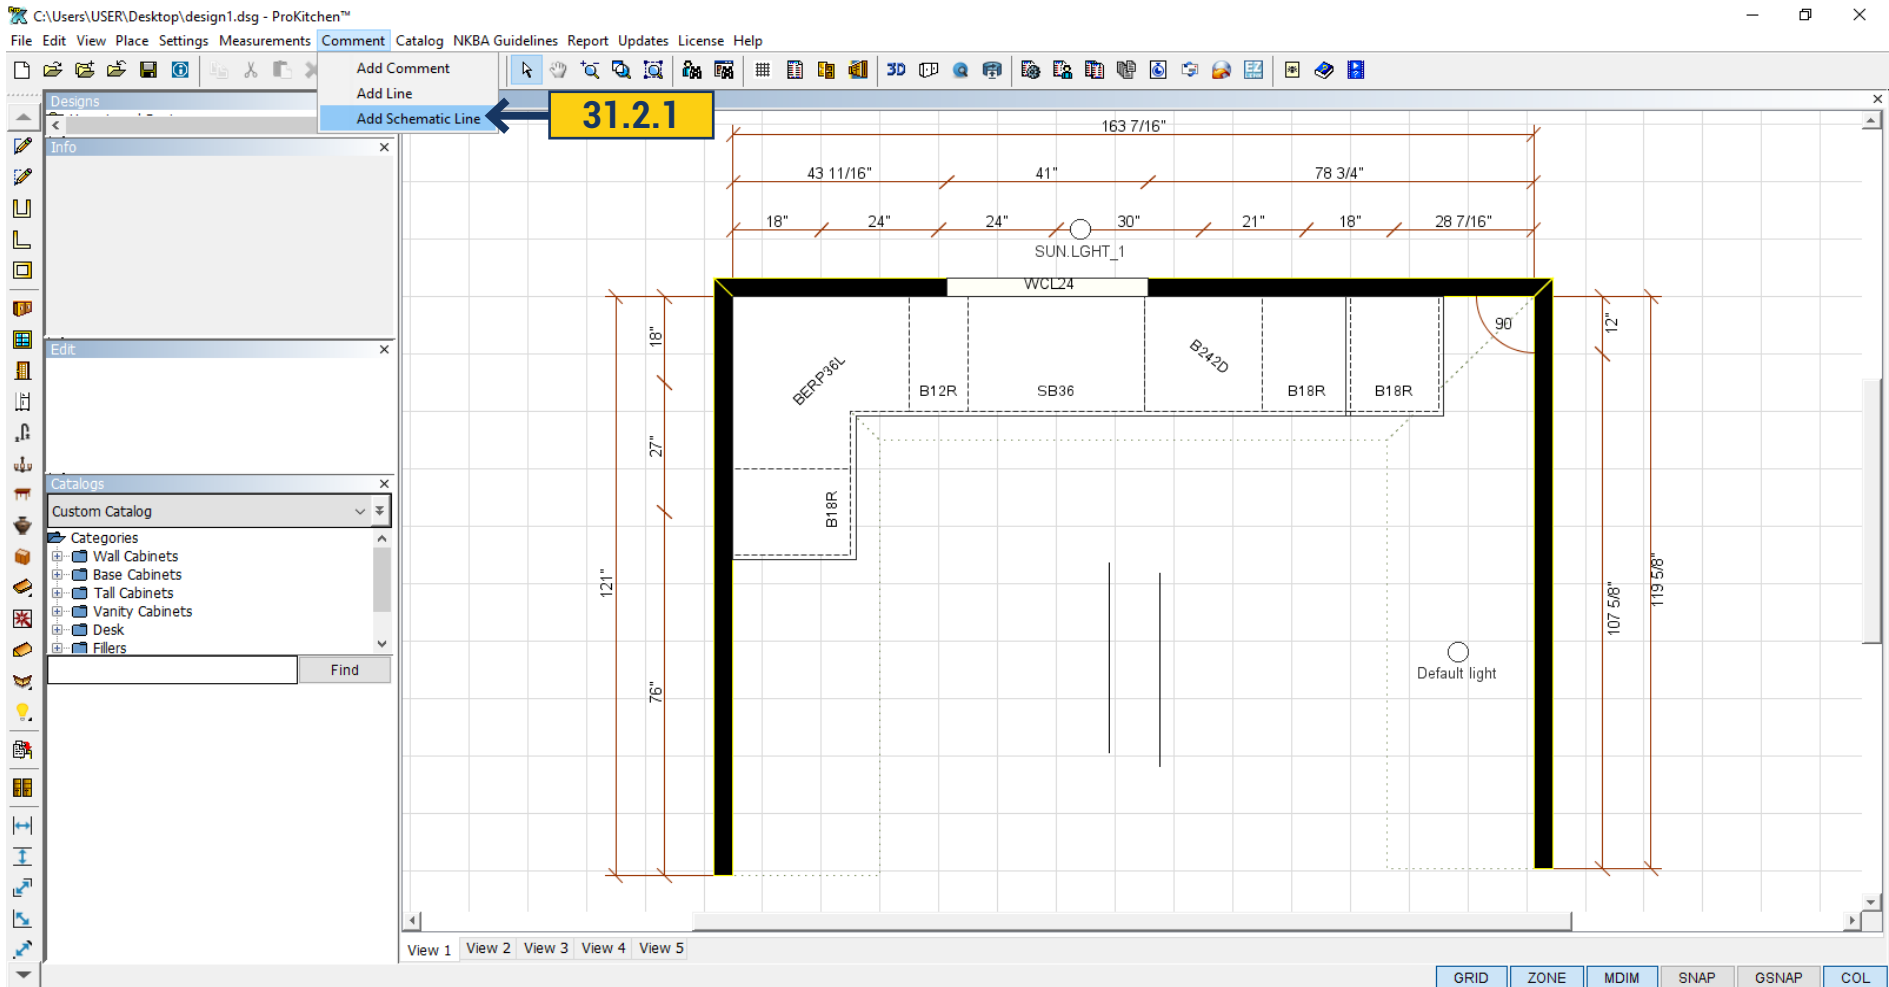 C:\Users\USER\Desktop\design1.dsg - ProKitchen™
File Edit View Place Settings Measurements Comment Catalog NKBA Guidelines Report Updates License Help
Add Comment
Add Line
Add Schematic Line
31.2.1
3D
EZ
Designs
Info
Edit
Catalogs
Custom Catalog
Categories
Wall Cabinets
Base Cabinets
Tall Cabinets
Vanity Cabinets
Desk
Fillers
Find
163 7/16"
43 11/16" 41" 78 3/4"
18" 24" 24" 30" 21" 18" 28 7/16"
SUN.LGHT_1
WCL24
90
18"
12"
BERP36L
B242D
B12R SB36 B18R B18R
27"
B18R
121"
119 5/8"
107 5/8"
Default light
76"
View 1 View 2 View 3 View 4 View 5
GRID ZONE MDIM SNAP GSNAP COL